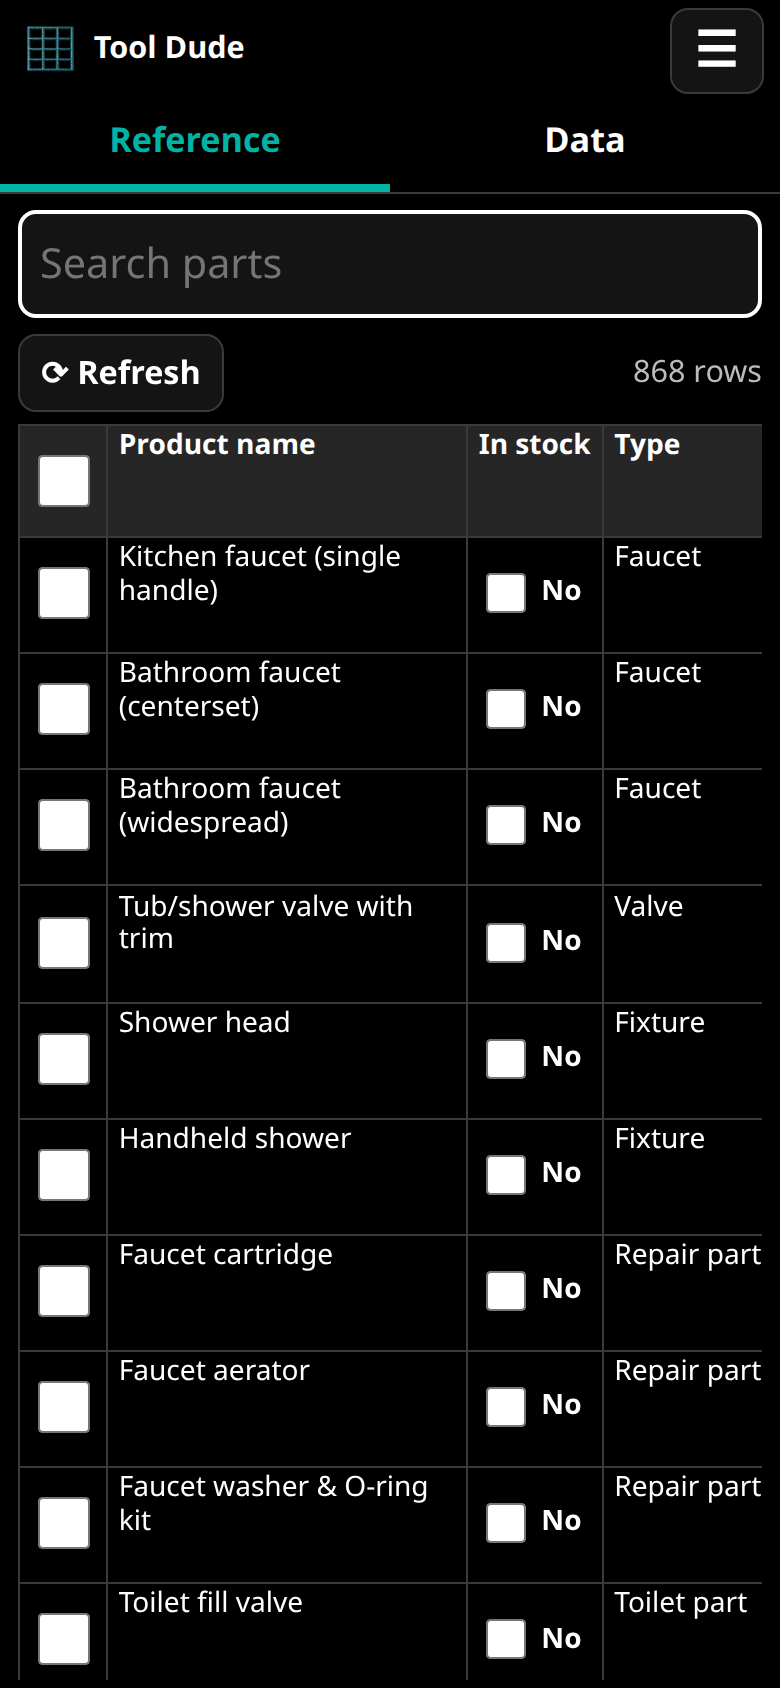 Tool Dude
☰
Reference Data
Search parts
⟳ Refresh 868 rows
Product name In stock Type
Kitchen faucet (single
handle) No Faucet
Bathroom faucet
(centerset) No Faucet
Bathroom faucet
(widespread) No Faucet
Tub/shower valve with
trim No Valve
Shower head No Fixture
Handheld shower No Fixture
Faucet cartridge No Repair part
Faucet aerator No Repair part
Faucet washer & O-ring
kit No Repair part
Toilet fill valve No Toilet part